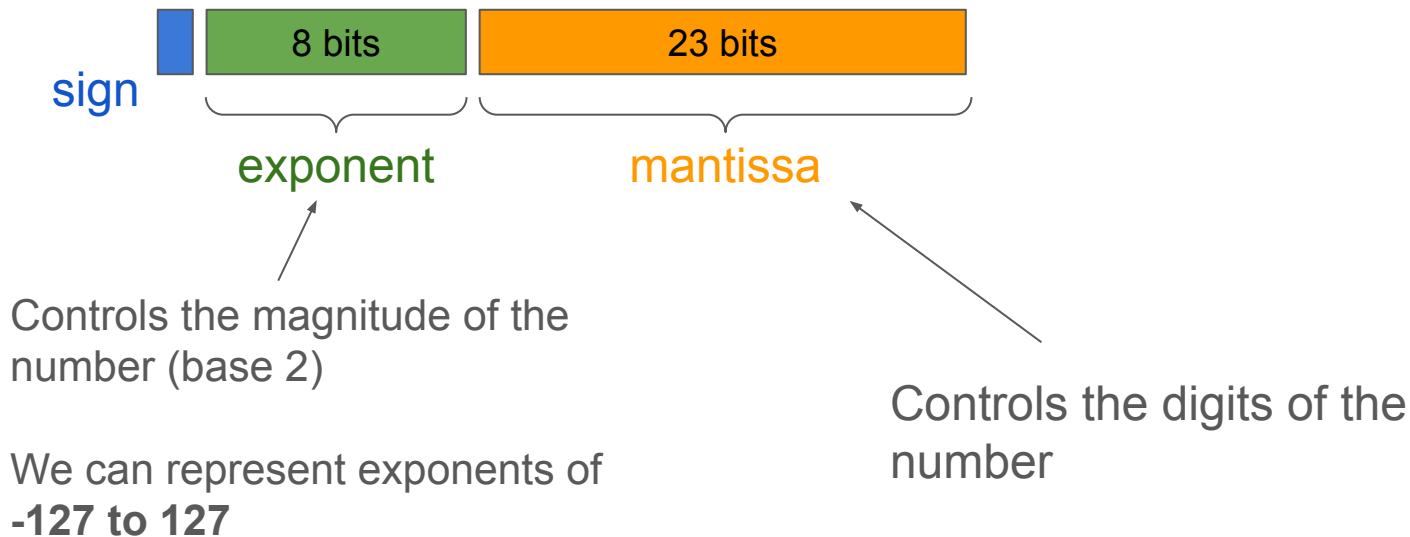 8 bits
23 bits
sign
exponent
mantissa
Controls the magnitude of the
number (base 2)
We can represent exponents of
-127 to 127
Controls the digits of the
number